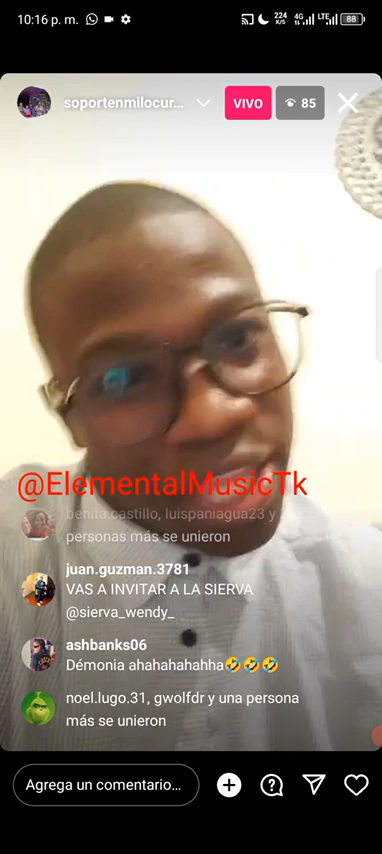 10:16 p. m.
224
K/S
4G
LTE
88
soportenmilocur...
VIVO
85
@ElementalMusicTk
benita.castillo, luispaniagua23 y
personas más se unieron
juan.guzman.3781
VAS A INVITAR A LA SIERVA
@sierva_wendy_
ashbanks06
Démonia ahahahahahha🤣🤣🤣
noel.lugo.31, gwolfdr y una persona
más se unieron
Agrega un comentario...